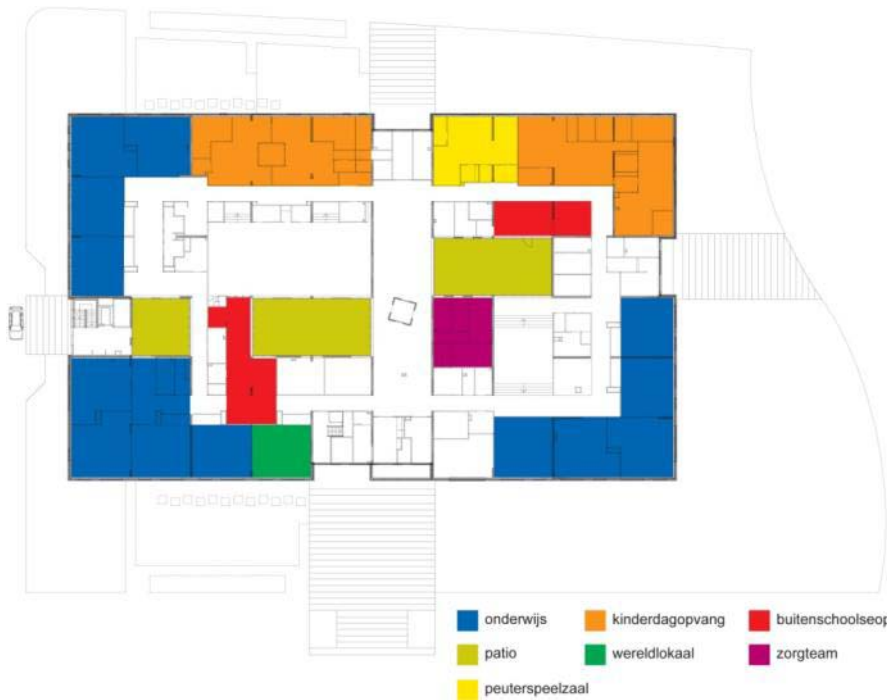 onderwijs
kinderdagopvang
buitenschoolseop
patio
wereldlokaal
zorgteam
peuterspeelzaal